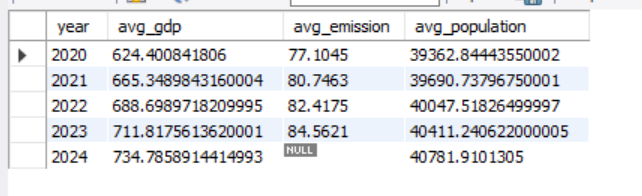 year avg_gdp avg_emission avg_population
2020 624.400841806 77.1045 39362.84443550002
2021 665.3489843160004 80.7463 39690.73796750001
2022 688.6989718209995 82.4175 40047.51826499997
2023 711.8175613620001 84.5621 40411.240622000005
2024 734.7858914414993 NULL 40781.9101305